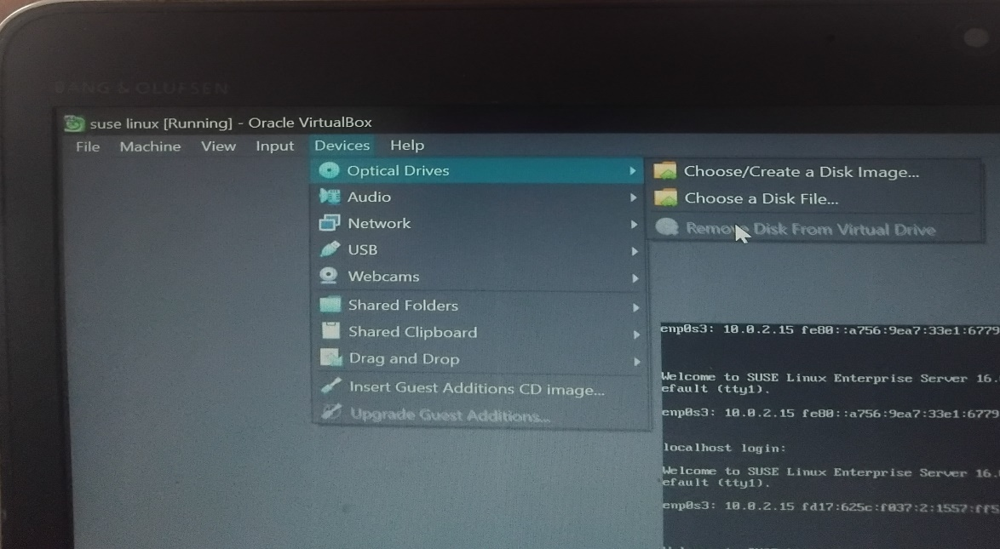 BANG & OLUFSEN
suse linux [Running] - Oracle VirtualBox
File Machine View Input Devices Help
Optical Drives
Audio
Network
USB
Webcams
Shared Folders
Shared Clipboard
Drag and Drop
Insert Guest Additions CD image...
Upgrade Guest Additions...
Choose/Create a Disk Image...
Choose a Disk File...
Remove Disk From Virtual Drive
enp0s3: 10.0.2.15 fe80::a756:9ea7:33e1:6779
Welcome to SUSE Linux Enterprise Server 16.
efault (tty1).
enp0s3: 10.0.2.15 fe80::a756:9ea7:33e1:6779
localhost login:
Welcome to SUSE Linux Enterprise Server 16.
efault (tty1).
enp0s3: 10.0.2.15 fd17:625c:f037:2:1557:ff5